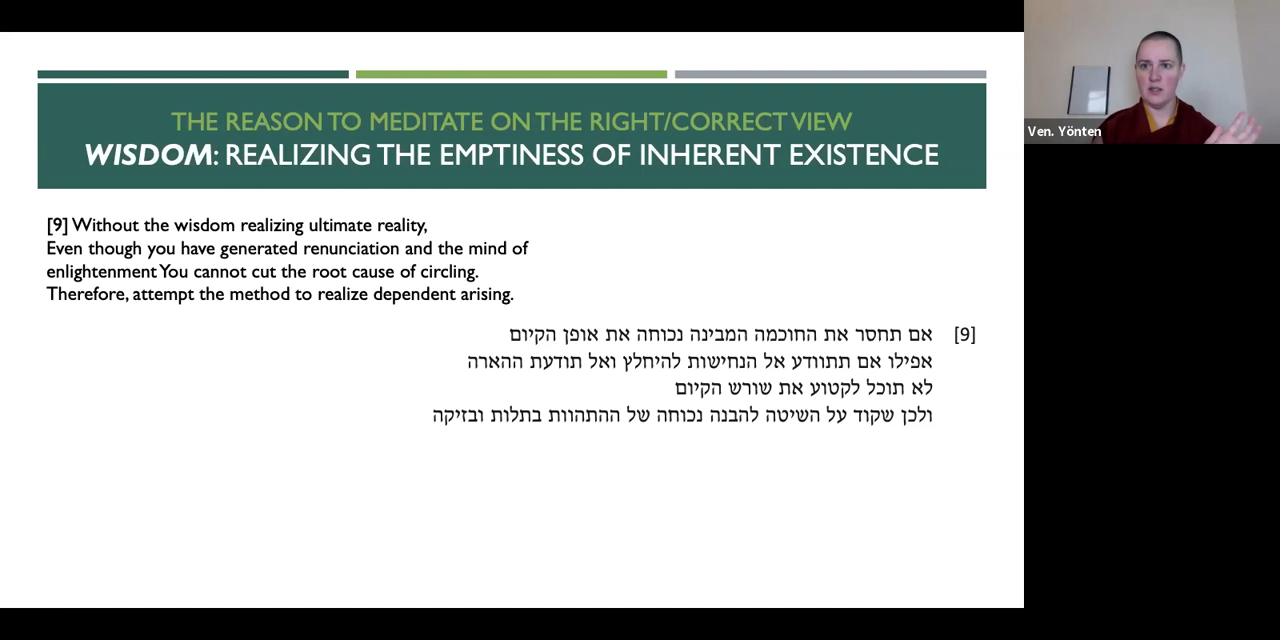 THE REASON TO MEDITATE ON THE RIGHT/CORRECT VIEW
WISDOM: REALIZING THE EMPTINESS OF INHERENT EXISTENCE
[9] Without the wisdom realizing ultimate reality,
Even though you have generated renunciation and the mind of
enlightenment You cannot cut the root cause of circling.
Therefore, attempt the method to realize dependent arising.
[9] אם תחסר את החוכמה המבינה נכוחה את אופן הקיום
אפילו אם תתוודע אל הנחישות להיחלץ ואל תודעת ההארה
לא תוכל לקטוע את שורש הקיום
ולכן שקוד על השיטה להבנה נכוחה של ההתהוות בתלות ובזיקה
Ven. Yönten